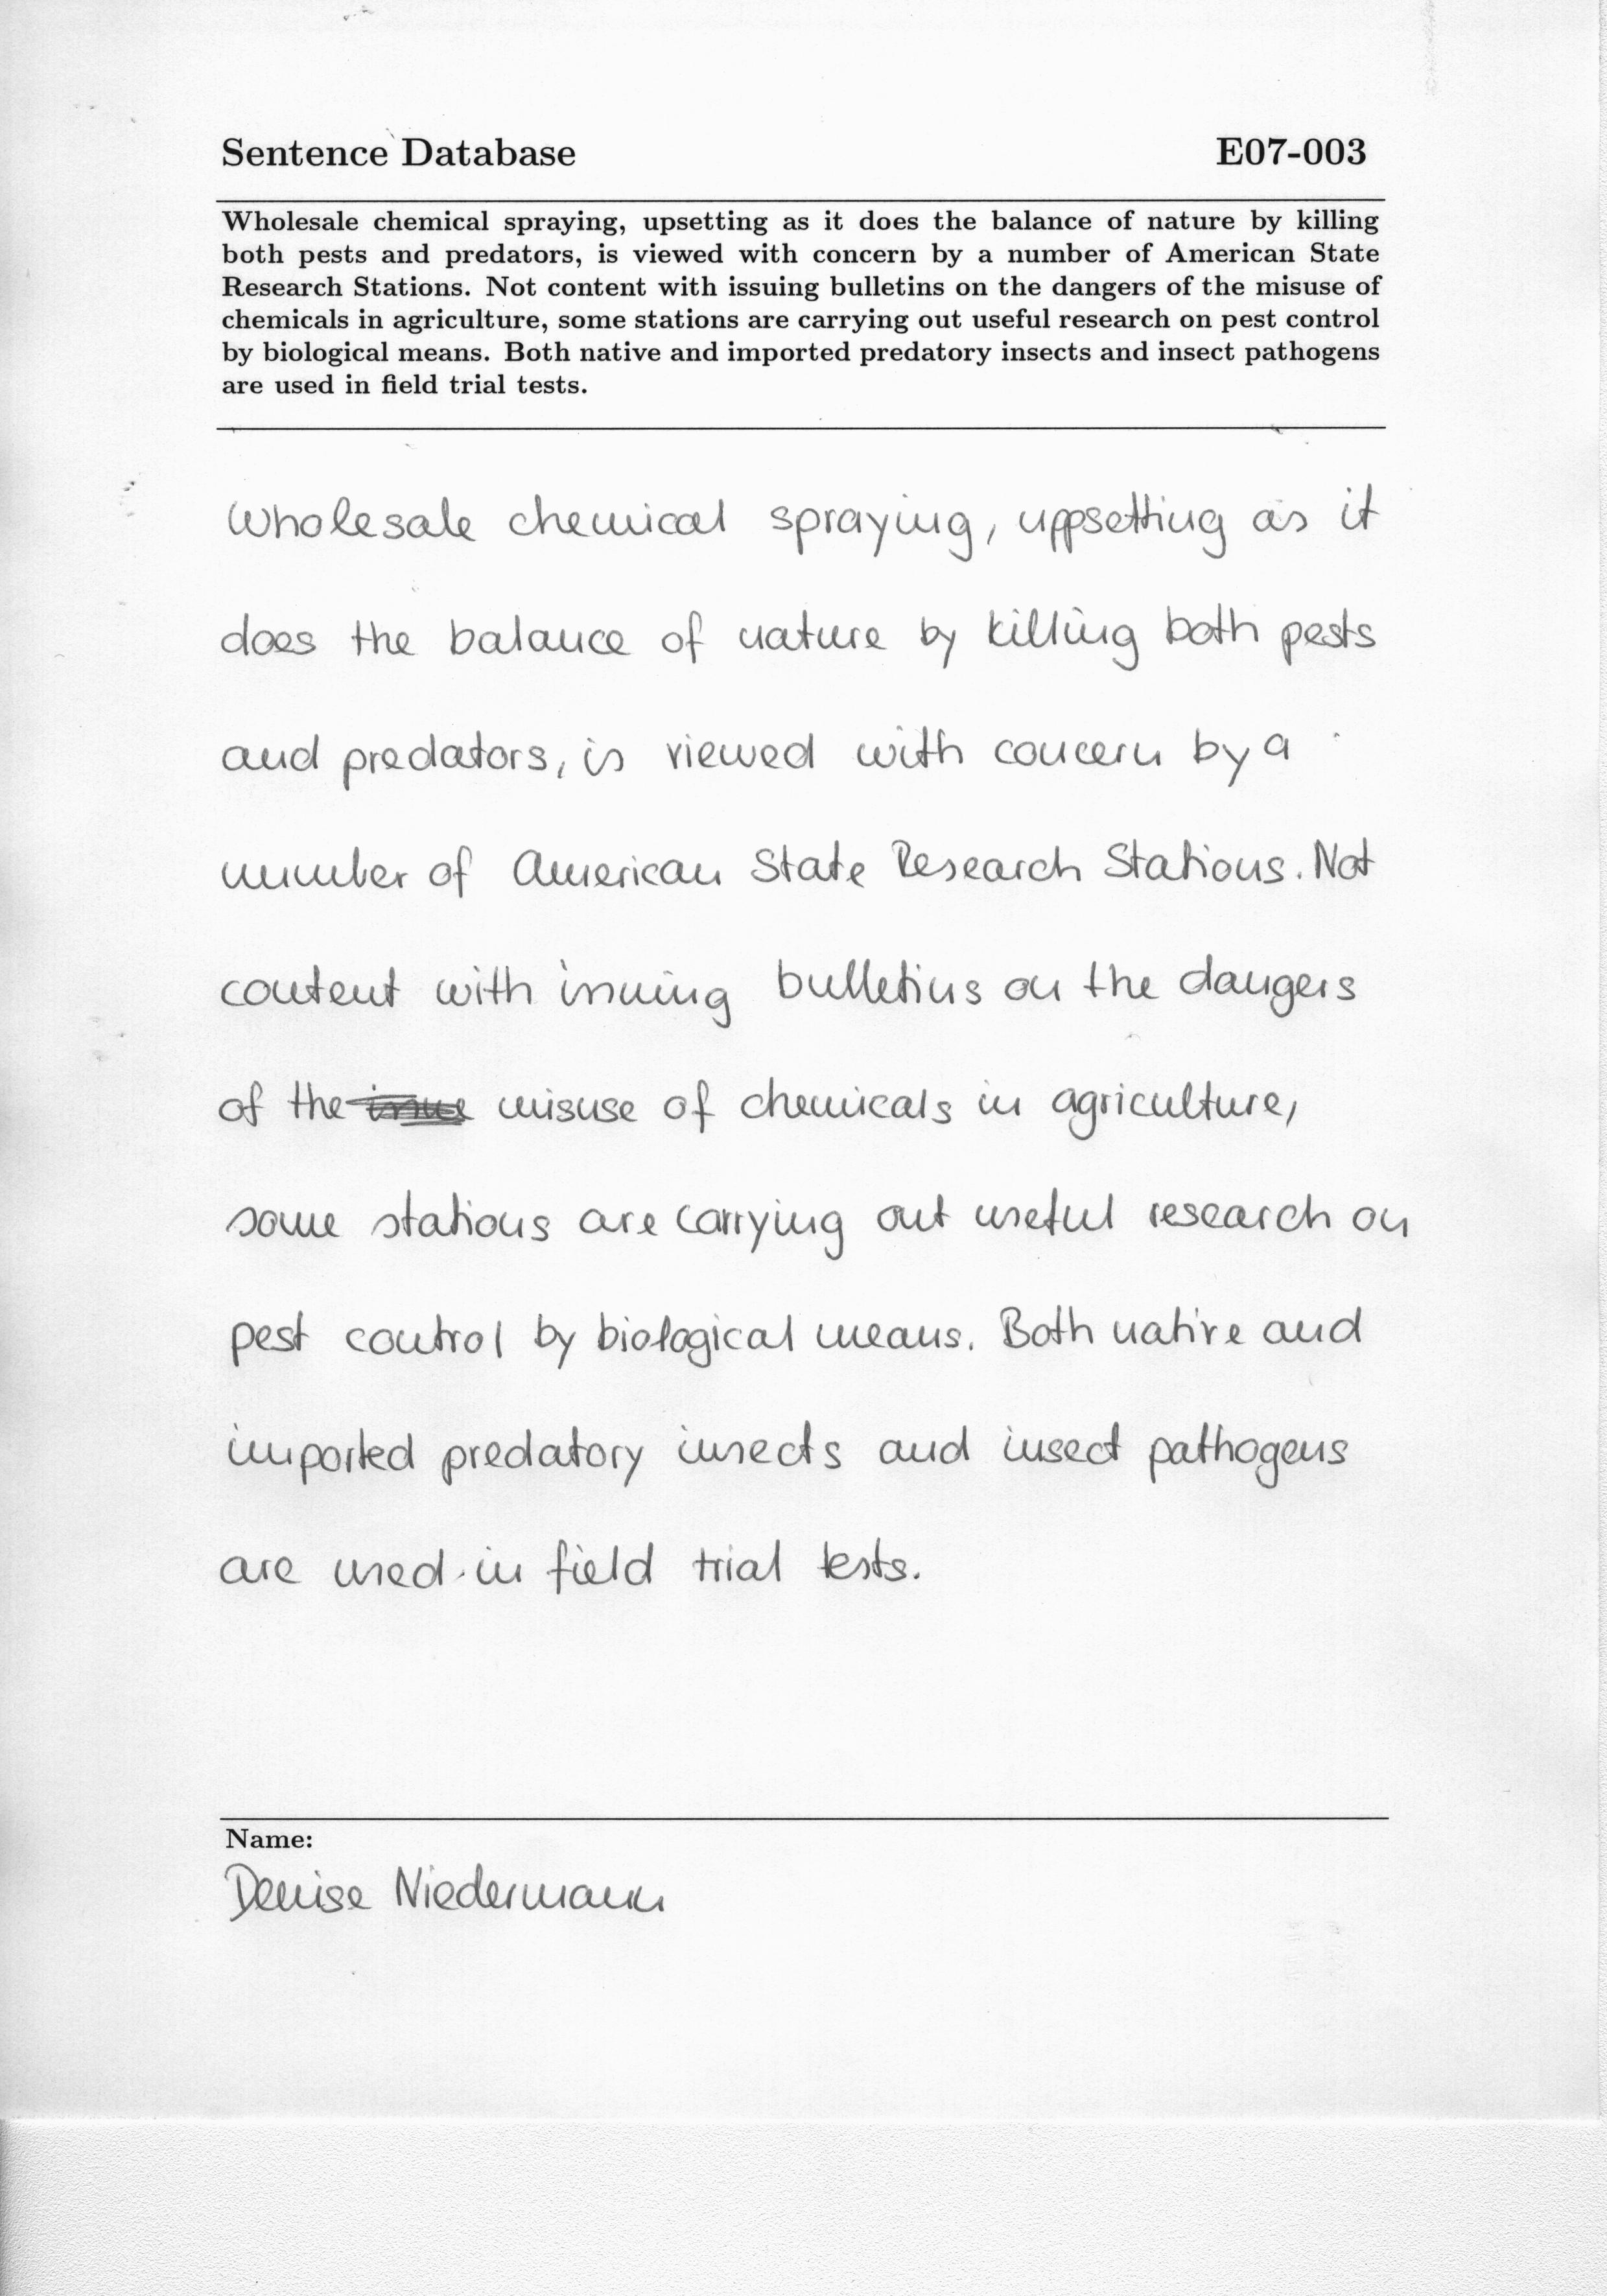 Sentence Database E07-003
Wholesale chemical spraying, upsetting as it does the balance of nature by killing
both pests and predators, is viewed with concern by a number of American State
Research Stations. Not content with issuing bulletins on the dangers of the misuse of
chemicals in agriculture, some stations are carrying out useful research on pest control
by biological means. Both native and imported predatory insects and insect pathogens
are used in field trial tests.
Wholesale chemical spraying, uppsetting as it
does the balance of nature by killing both pests
and predators, is viewed with concern by a
number of American State Research Stations. Not
content with issuing bulletins on the dangers
of the misuse of chemicals in agriculture,
some stations are carrying out useful research on
pest control by biological means. Both native and
imported predatory insects and insect pathogens
are used in field trial tests.
Name:
Denise Niedermann